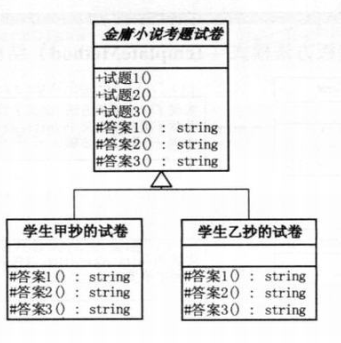 金庸小说考题试卷
+试题1()
+试题2()
+试题3()
#答案1() : string
#答案2() : string
#答案3() : string
学生甲抄的试卷
#答案1() : string
#答案2() : string
#答案3() : string
学生乙抄的试卷
#答案1() : string
#答案2() : string
#答案3() : string